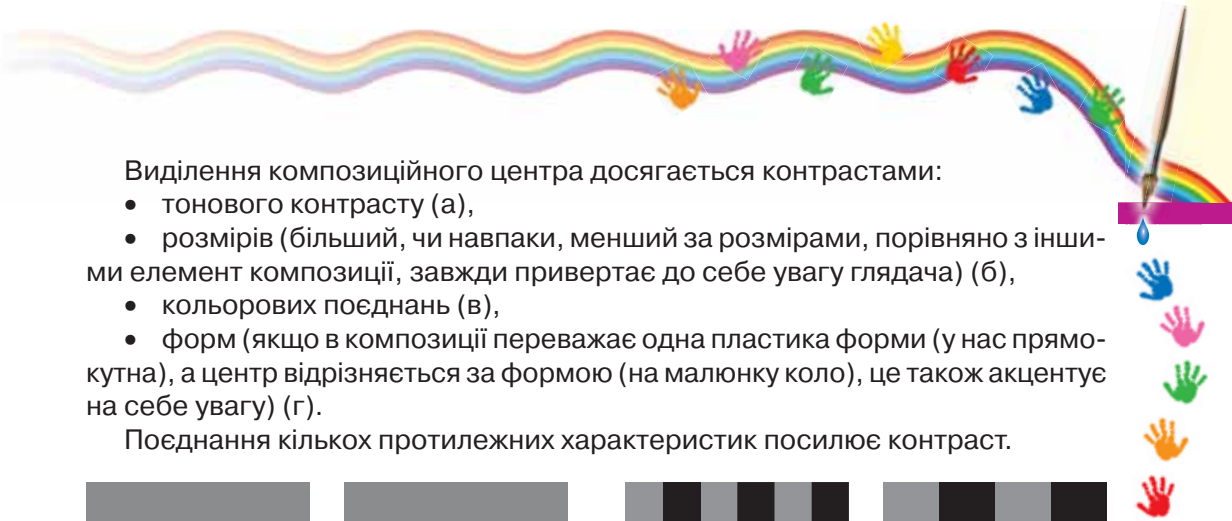 Виділення композиційного центра досягається контрастами:
• тонового контрасту (а),
• розмірів (більший, чи навпаки, менший за розмірами, порівняно з інши-
ми елемент композиції, завжди привертає до себе увагу глядача) (б),
• кольорових поєднань (в),
• форм (якщо в композиції переважає одна пластика форми (у нас прямо-
кутна), а центр відрізняється за формою (на малюнку коло), це також акцентує
на себе увагу) (г).
Поєднання кількох протилежних характеристик посилює контраст.